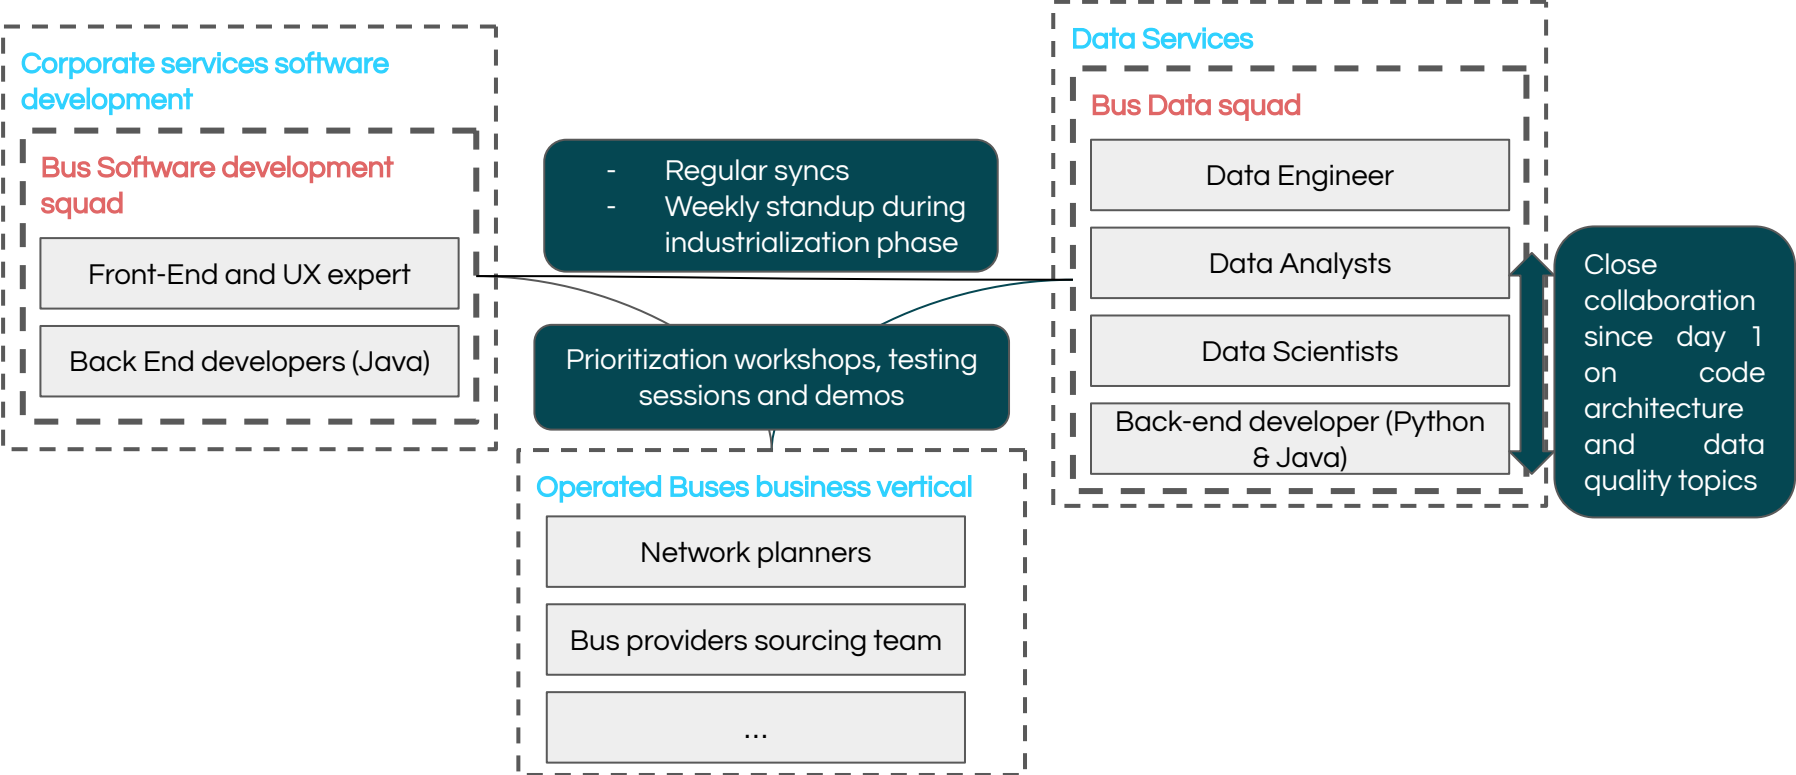 Corporate services software
development
Bus Software development
squad
Front-End and UX expert
Back End developers (Java)
- Regular syncs
- Weekly standup during
industrialization phase
Prioritization workshops, testing
sessions and demos
Operated Buses business vertical
Network planners
Bus providers sourcing team
...
Data Services
Bus Data squad
Data Engineer
Data Analysts
Data Scientists
Back-end developer (Python
& Java)
Close
collaboration
since day 1
on code
architecture
and data
quality topics